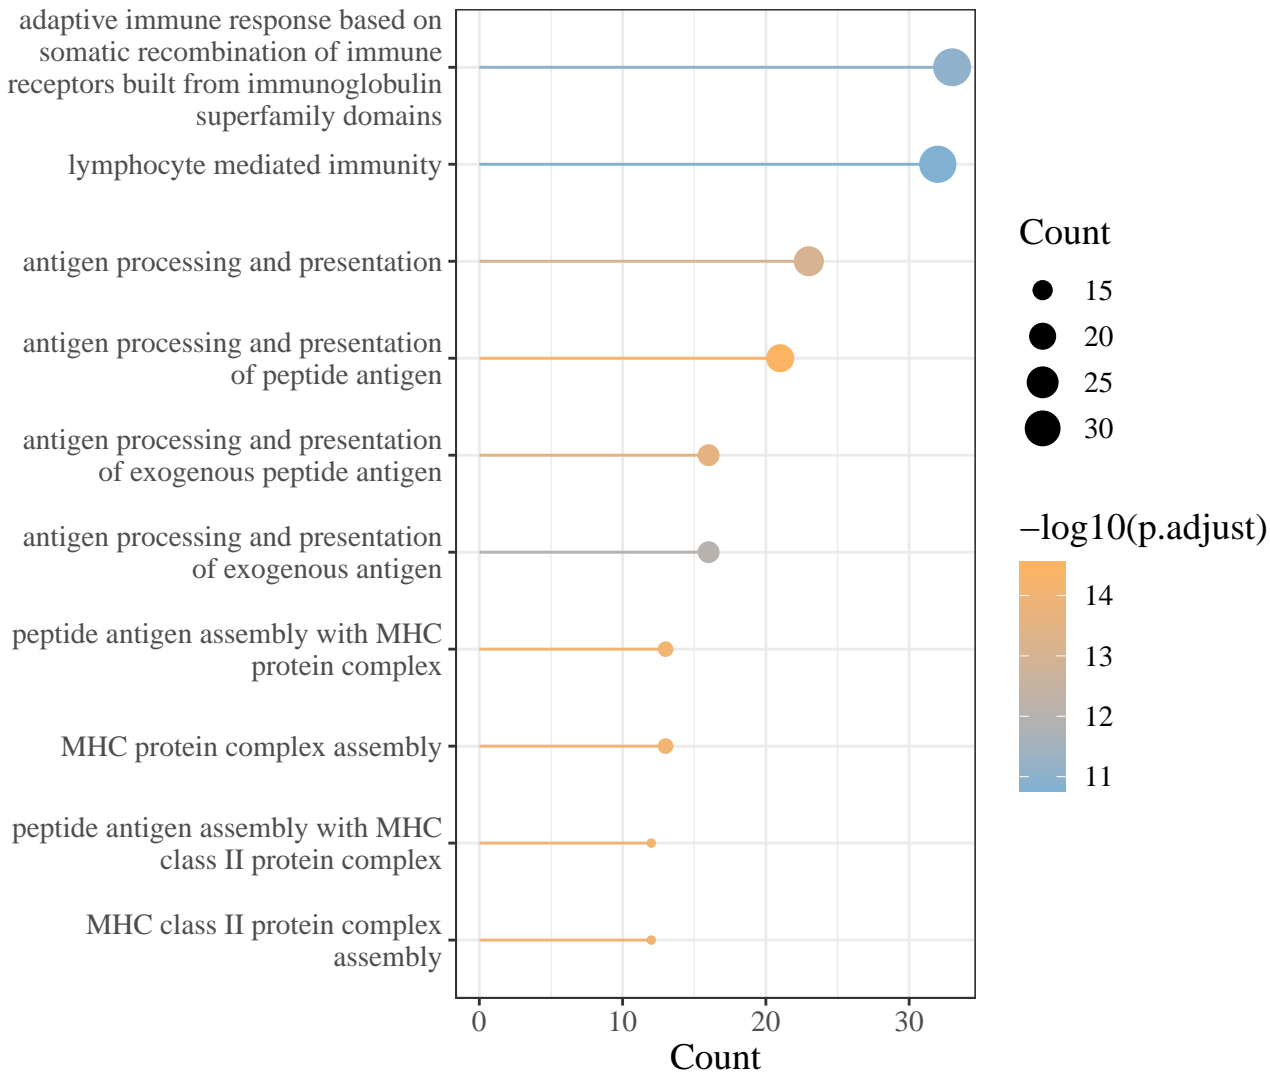 adaptive immune response based on
somatic recombination of immune
receptors built from immunoglobulin
superfamily domains
lymphocyte mediated immunity
antigen processing and presentation
antigen processing and presentation
of peptide antigen
antigen processing and presentation
of exogenous peptide antigen
antigen processing and presentation
of exogenous antigen
peptide antigen assembly with MHC
protein complex
MHC protein complex assembly
peptide antigen assembly with MHC
class II protein complex
MHC class II protein complex
assembly
0 10 20 30
Count
Count
15
20
25
30
−log10(p.adjust)
14
13
12
11